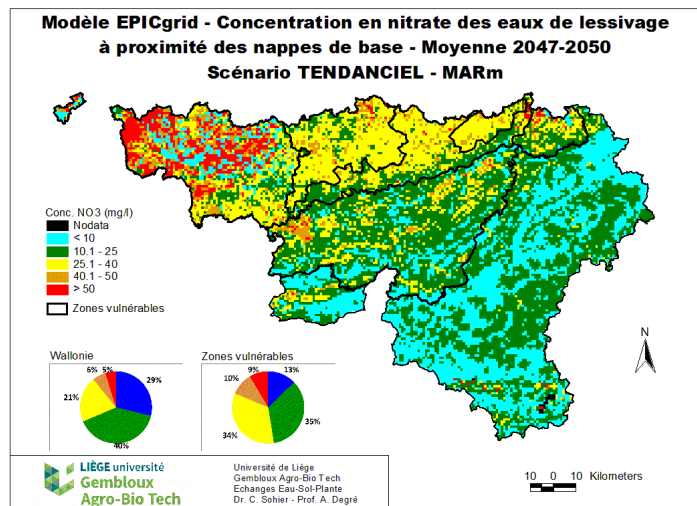 Modèle EPICgrid - Concentration en nitrate des eaux de lessivage
à proximité des nappes de base - Moyenne 2047-2050
Scénario TENDANCIEL - MARm
Conc. NO3 (mg/l)
Nodata
< 10
10.1 - 25
25.1 - 40
40.1 - 50
> 50
Zones vulnérables
N
Wallonie
6%
5%
29%
21%
40%
Zones vulnérables
9%
13%
10%
35%
34%
LIÈGE université
Gembloux
Agro-Bio Tech
Université de Liège
Gembloux Agro-Bio Tech
Echanges Eau-Sol-Plante
Dr. C. Sohier - Prof. A. Degré
10 0 10 Kilometers